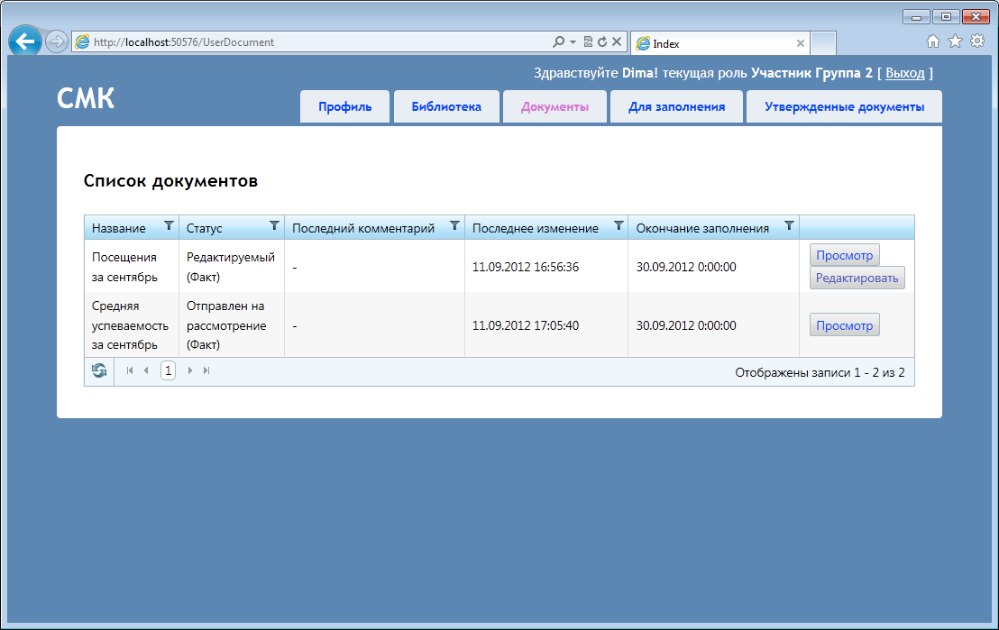 http://localhost:50576/UserDocument
Index
Здравствуйте Dima! текущая роль Участник Группа 2 [ Выход ]
СМК
Профиль
Библиотека
Документы
Для заполнения
Утвержденные документы
Список документов
Название
Статус
Последний комментарий
Последнее изменение
Окончание заполнения
Посещения
за сентябрь
Редактируемый
(Факт)
-
11.09.2012 16:56:36
30.09.2012 0:00:00
Просмотр
Редактировать
Средняя
успеваемость
за сентябрь
Отправлен на
рассмотрение
(Факт)
-
11.09.2012 17:05:40
30.09.2012 0:00:00
Просмотр
1
Отображены записи 1 - 2 из 2